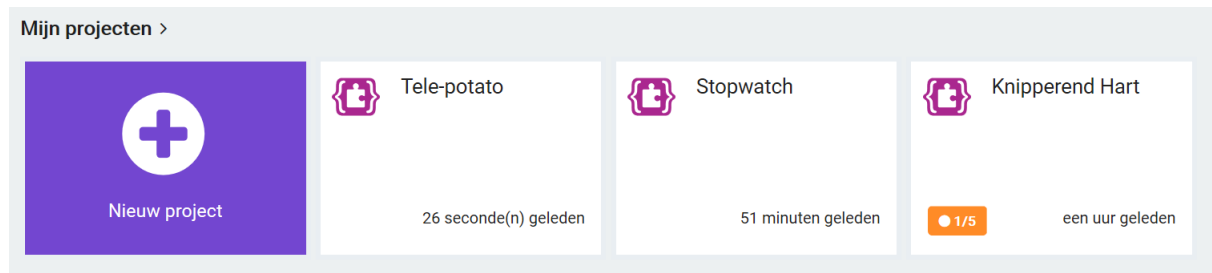 Mijn projecten >
Nieuw project
Tele-potato
26 seconde(n) geleden
Stopwatch
51 minuten geleden
Knipperend Hart
1/5
een uur geleden